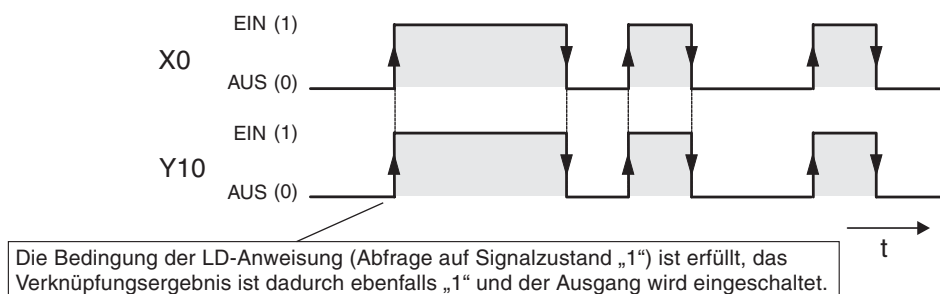 EIN (1)
X0
AUS (0)
EIN (1)
Y10
AUS (0)
t
Die Bedingung der LD-Anweisung (Abfrage auf Signalzustand „1“) ist erfüllt, das
Verknüpfungsergebnis ist dadurch ebenfalls „1“ und der Ausgang wird eingeschaltet.